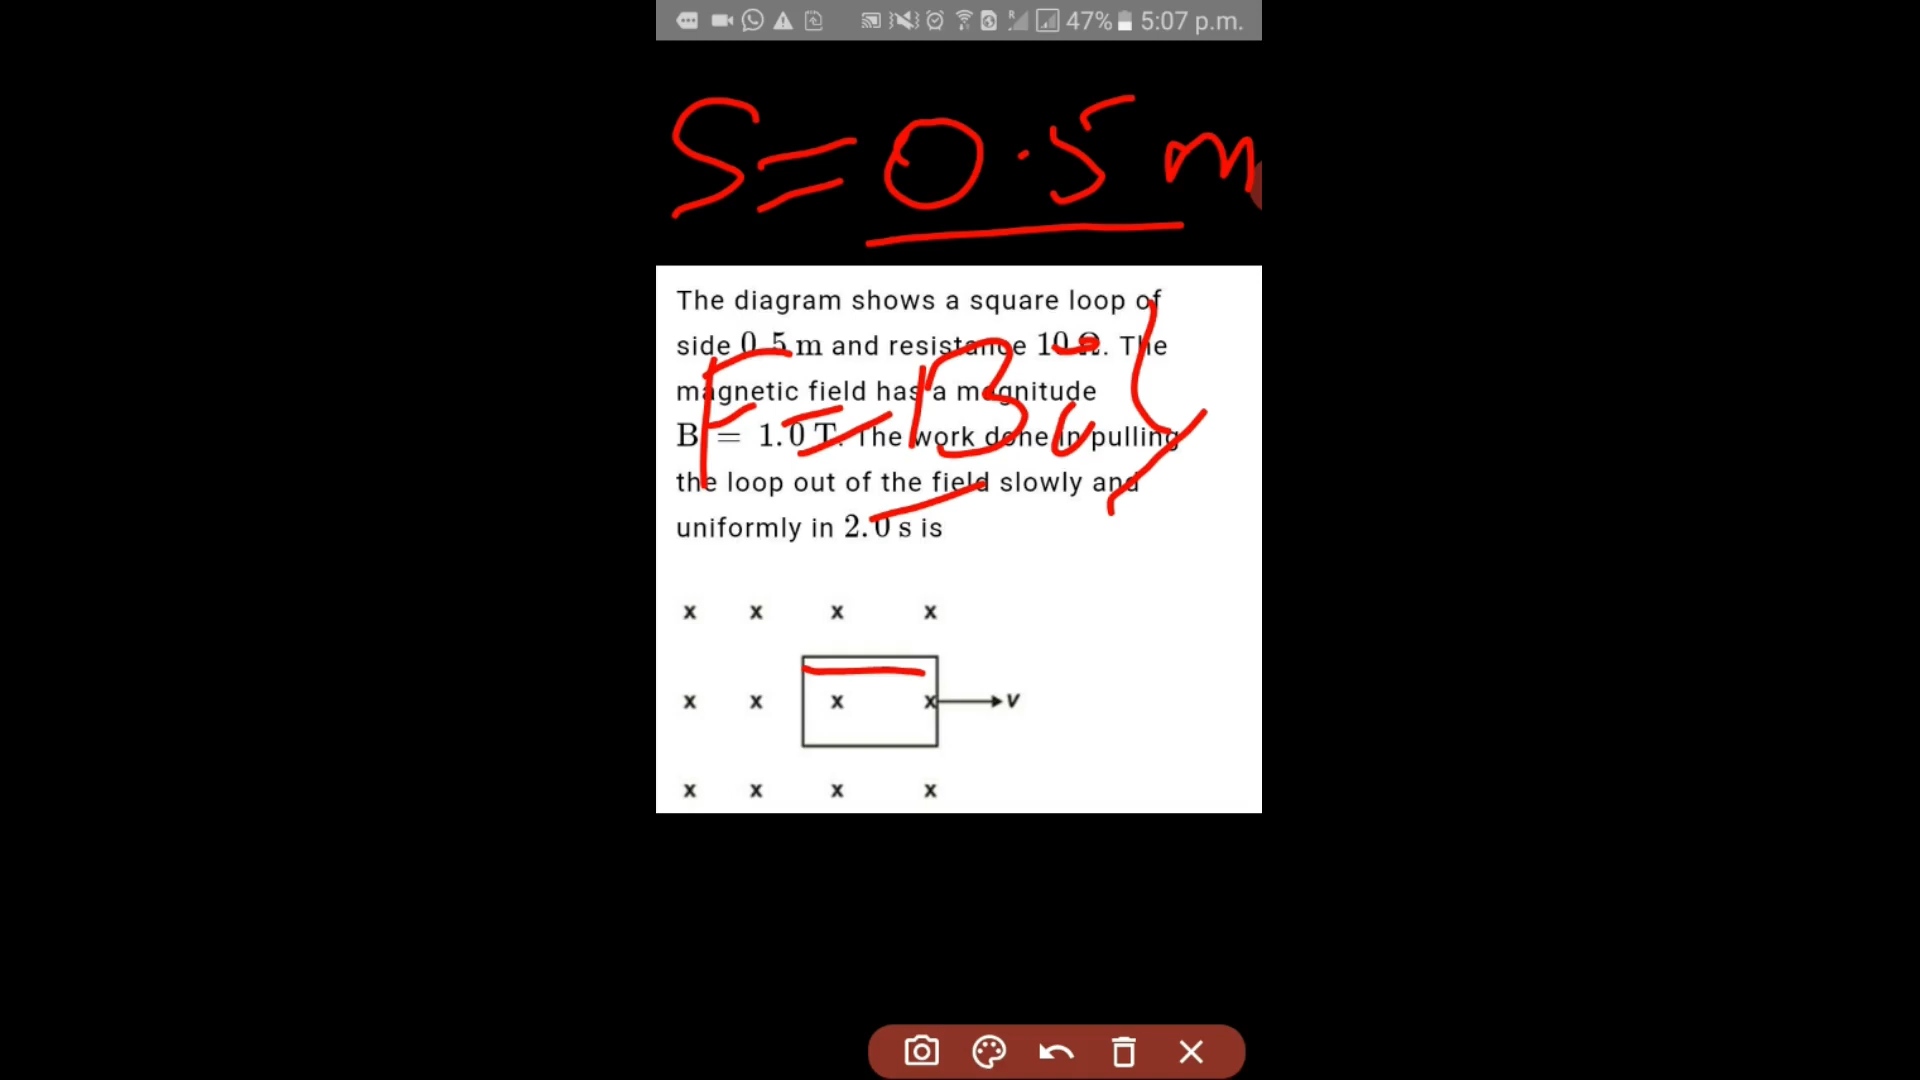 47% 5:07 p.m.
S = 0.5 m
The diagram shows a square loop of
side 0.5 m and resistance 10 Ω. The
magnetic field has a magnitude
B = 1.0 T. The work done in pulling
the loop out of the field slowly and
uniformly in 2.0 s is
F = B i l
x x x x
x x x x v
x x x x